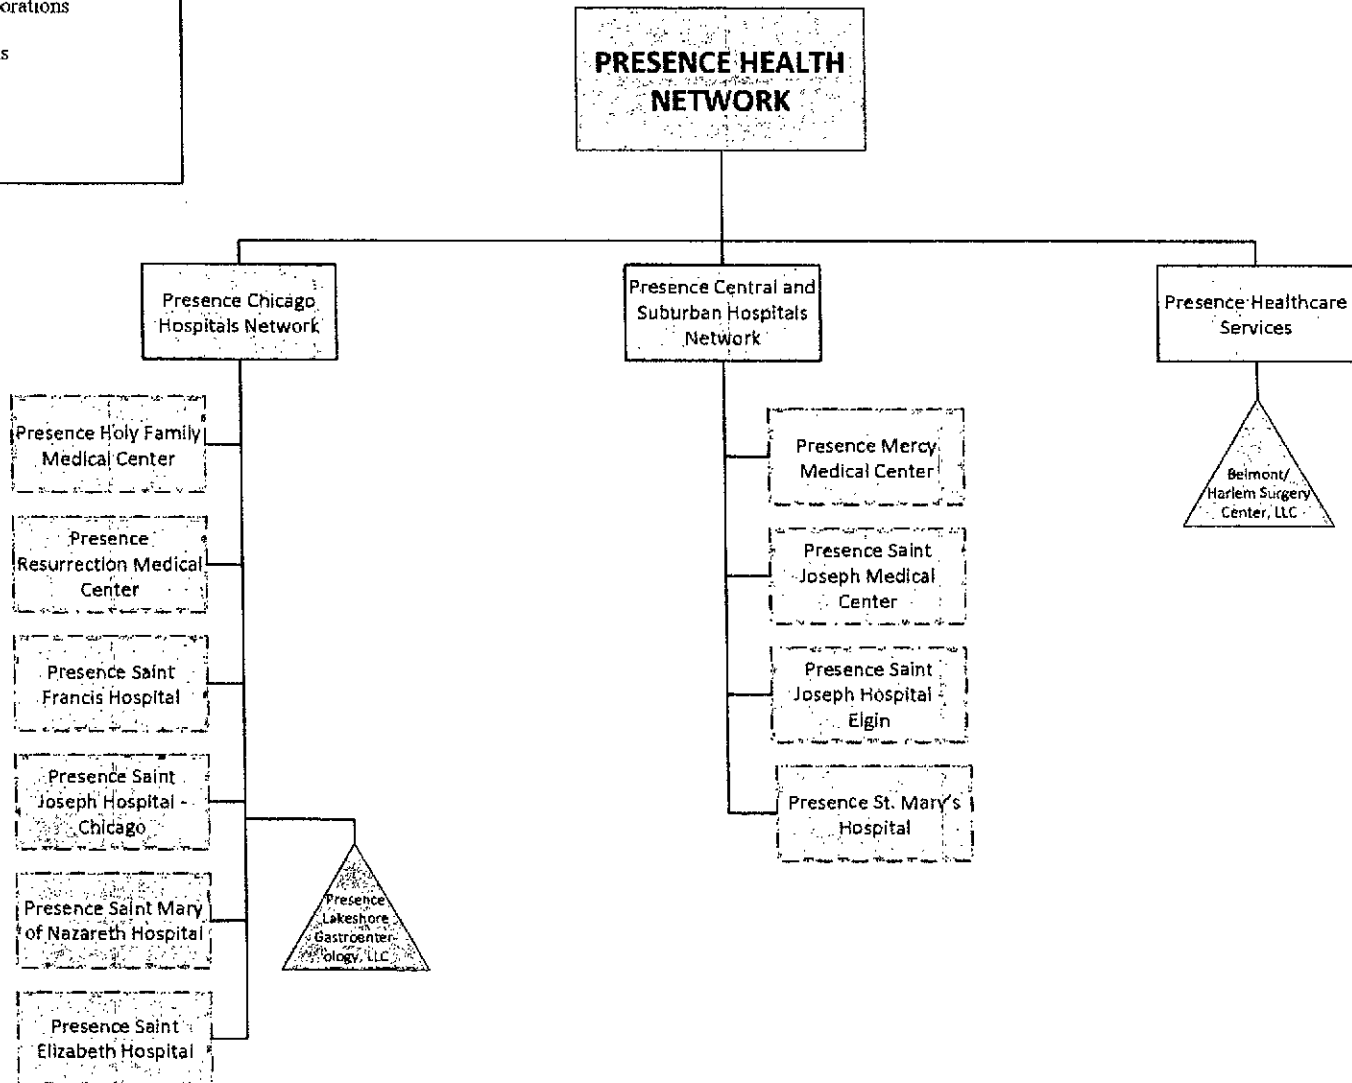 orations
s
PRESENCE HEALTH
NETWORK
Presence Chicago
Hospitals Network
Presence Central and
Suburban Hospitals
Network
Presence Healthcare
Services
Presence Holy Family
Medical Center
Presence
Resurrection Medical
Center
Presence Saint
Francis Hospital
Presence Saint
Joseph Hospital -
Chicago
Presence Saint Mary
of Nazareth Hospital
Presence Saint
Elizabeth Hospital
Presence
Lakeshore
Gastroenter-
ology, LLC
Presence Mercy
Medical Center
Presence Saint
Joseph Medical
Center
Presence Saint
Joseph Hospital -
Elgin
Presence St. Mary's
Hospital
Belmont/
Harlem Surgery
Center, LLC